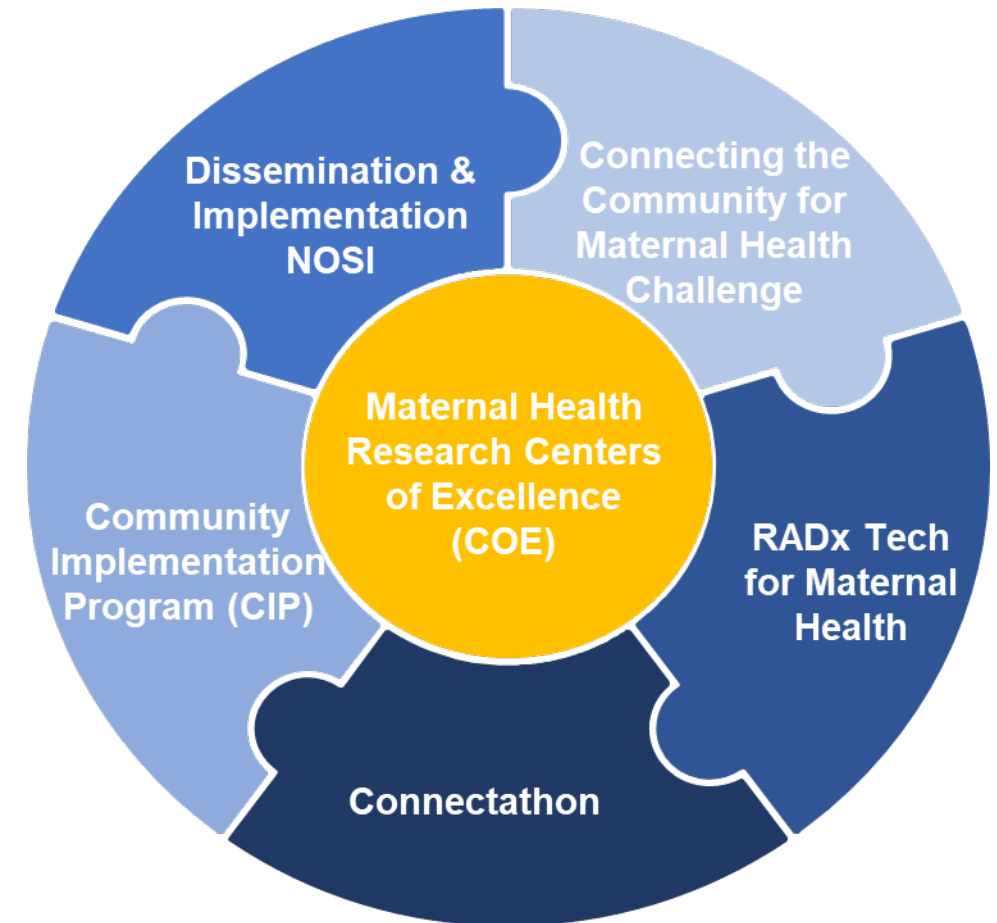 Dissemination &
Implementation
NOSI
Connecting the
Community for
Maternal Health
Challenge
Maternal Health
Research Centers
of Excellence
(COE)
Community
Implementation
Program (CIP)
RADx Tech
for Maternal
Health
Connectathon